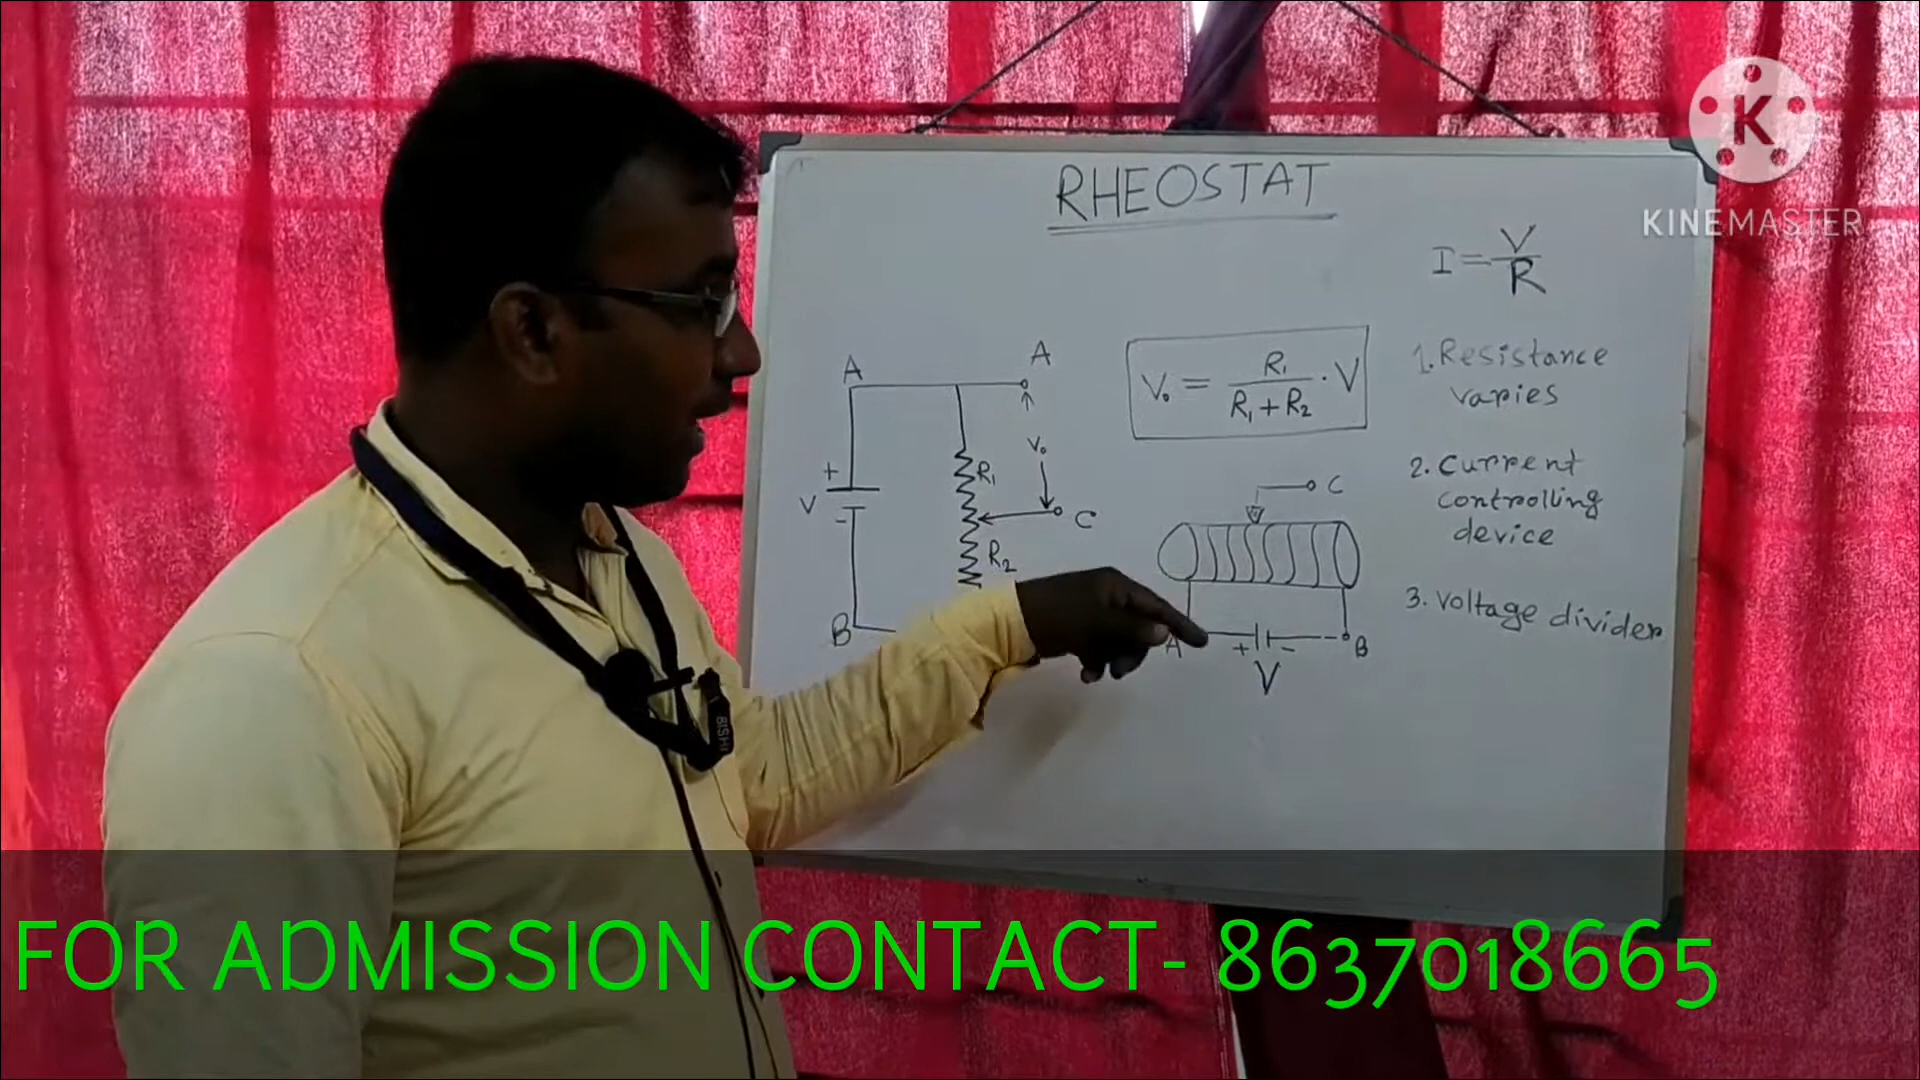 RHEOSTAT
K
KINEMASTER
I = V/R
A
A
V₀ = R₁/(R₁ + R₂) · V
1. Resistance
varies
+
V
-
R₁
V₀
C
R₂
B
2. Current
controlling
device
C
A
+ -
B
V
3. Voltage divider
BISHI
FOR ADMISSION CONTACT- 8637018665